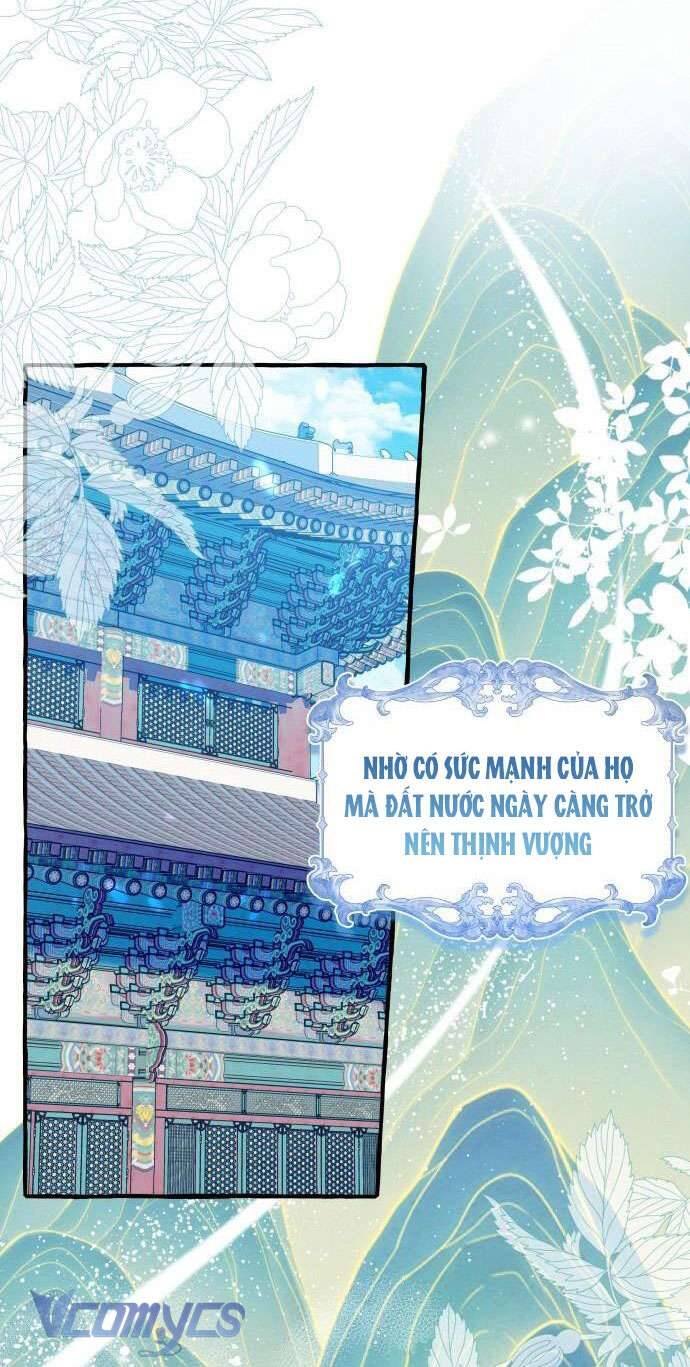 NHỜ CÓ SỨC MẠNH CỦA HỌ
MÀ ĐẤT NƯỚC NGÀY CÀNG TRỞ
NÊN THỊNH VƯỢNG
VCOMYCS